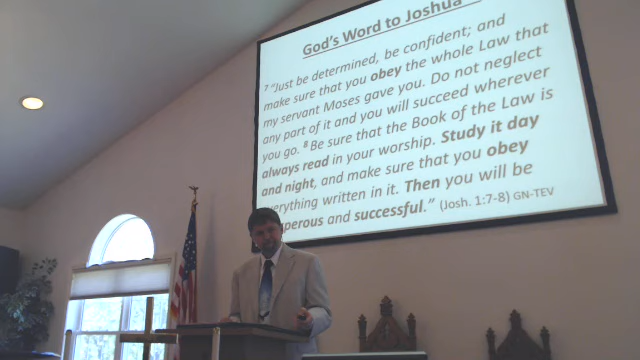 God's Word to Joshua
7 "Just be determined, be confident; and
make sure that you obey the whole Law that
my servant Moses gave you. Do not neglect
any part of it and you will succeed wherever
you go. 8 Be sure that the Book of the Law is
always read in your worship. Study it day
and night, and make sure that you obey
everything written in it. Then you will be
prosperous and successful." (Josh. 1:7-8) GN-TEV